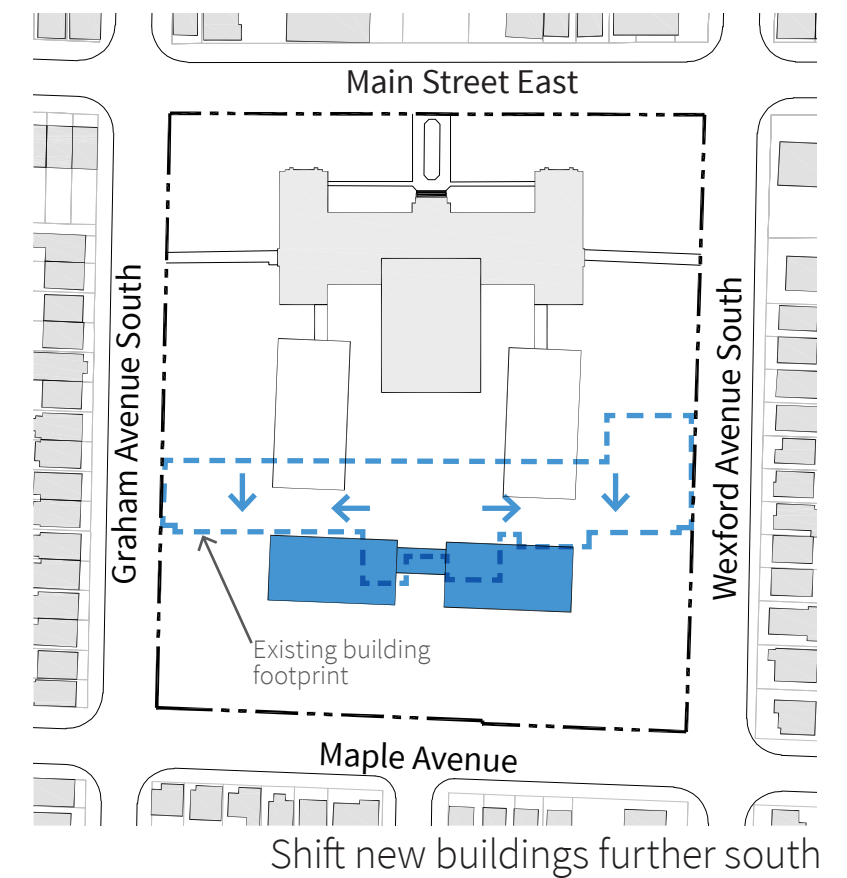 Main Street East
Graham Avenue South
Wexford Avenue South
Existing building
footprint
Maple Avenue
Shift new buildings further south